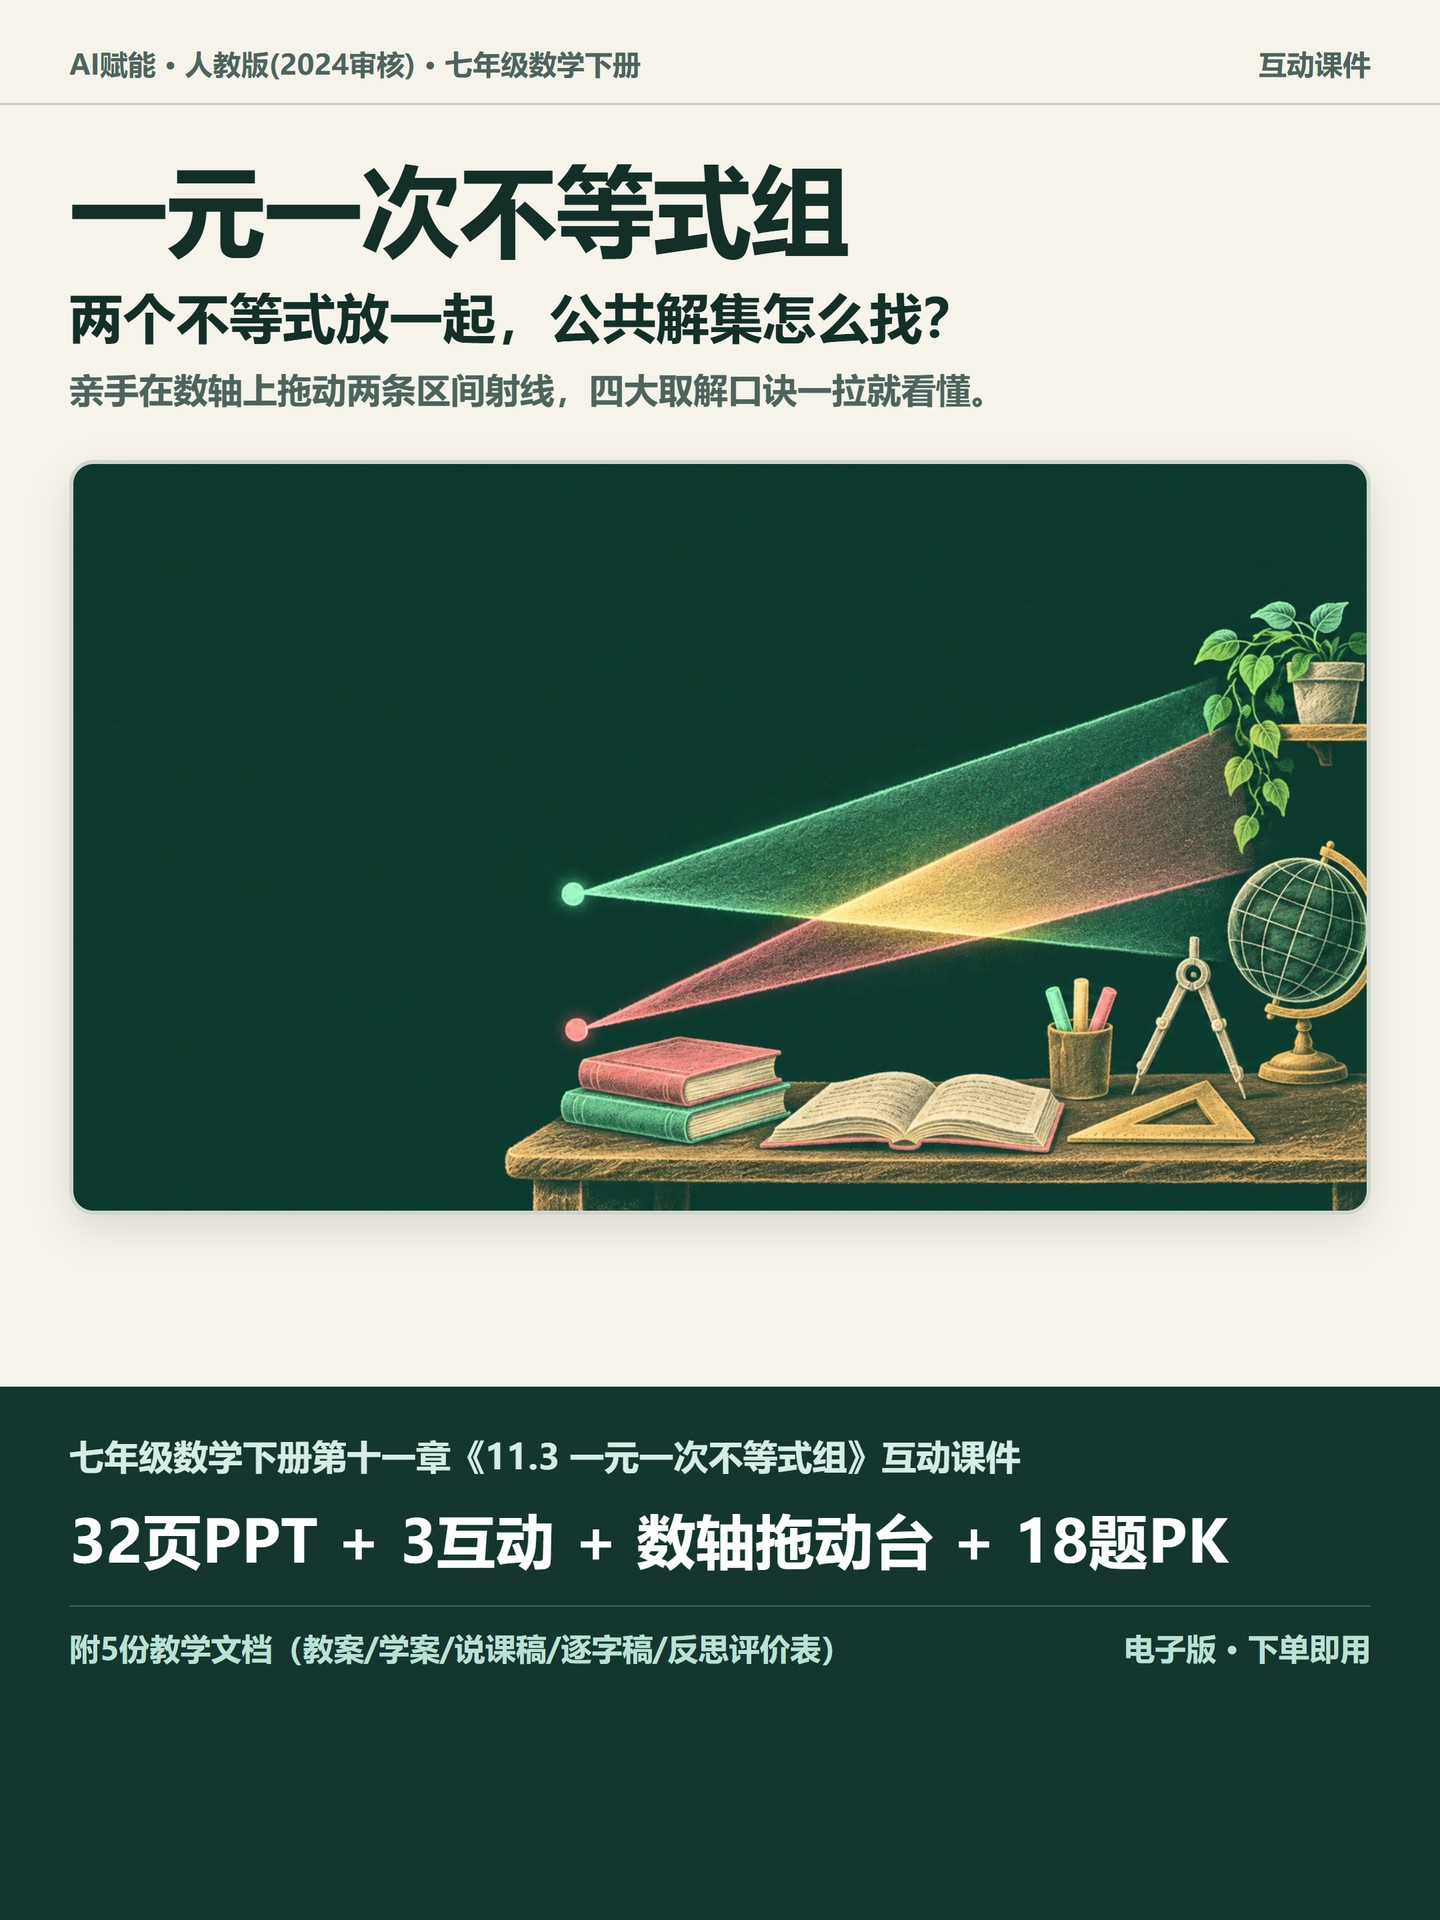 AI赋能 • 人教版(2024审核) • 七年级数学下册
互动课件
一元一次不等式组
两个不等式放一起，公共解集怎么找？
亲手在数轴上拖动两条区间射线，四大取解口诀一拉就看懂。
七年级数学下册第十一章《11.3 一元一次不等式组》互动课件
32页PPT + 3互动 + 数轴拖动台 + 18题PK
附5份教学文档（教案/学案/说课稿/逐字稿/反思评价表）
电子版 • 下单即用